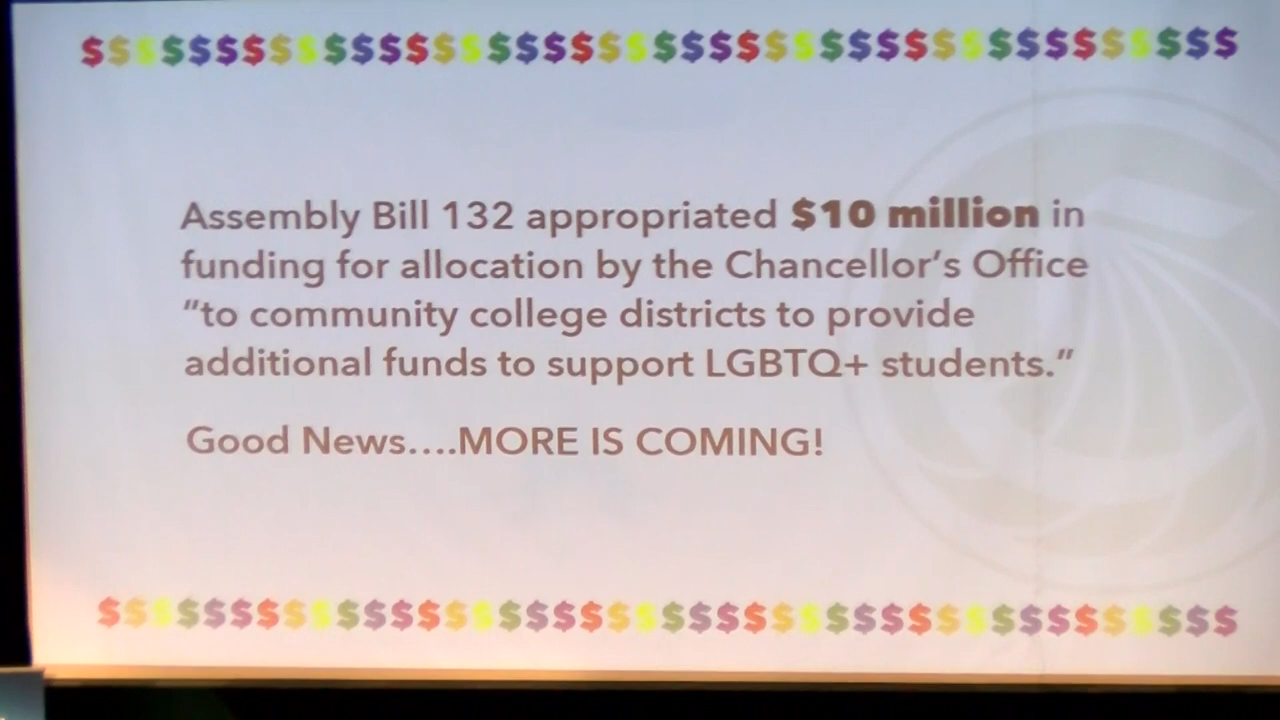 $$$$$$$$$$$$$$$$$$$$$$$$$$$$$$$$$$$$$$$$$$
Assembly Bill 132 appropriated $10 million in
funding for allocation by the Chancellor's Office
"to community college districts to provide
additional funds to support LGBTQ+ students."
Good News....MORE IS COMING!
$$$$$$$$$$$$$$$$$$$$$$$$$$$$$$$$$$$$$$$$$$